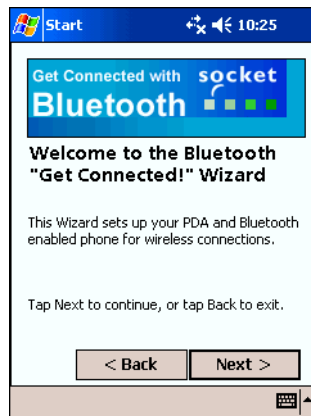 Start 10:25
Get Connected with socket
Bluetooth
Welcome to the Bluetooth
"Get Connected!" Wizard
This Wizard sets up your PDA and Bluetooth
enabled phone for wireless connections.
Tap Next to continue, or tap Back to exit.
< Back Next >